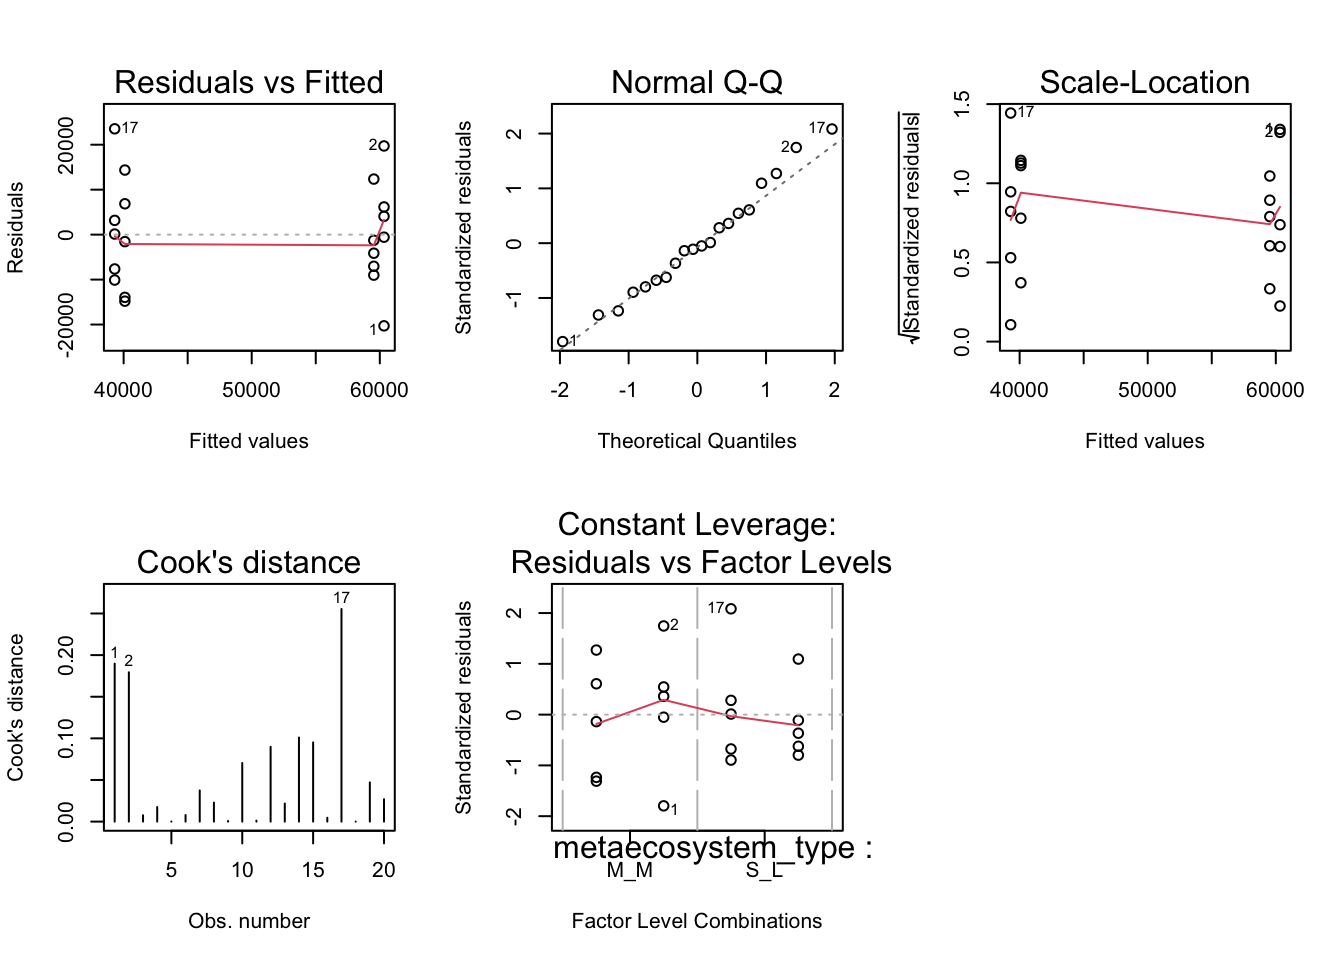 Residuals vs Fitted
Residuals
20000
0
-20000
17
2
1
40000 50000 60000
Fitted values
Normal Q-Q
Standardized residuals
2
1
0
-1
17
2
1
-2 -1 0 1 2
Theoretical Quantiles
Scale-Location
√|Standardized residuals|
1.5
1.0
0.5
0.0
17
1
2
40000 50000 60000
Fitted values
Cook's distance
Cook's distance
0.20
0.10
0.00
1
2
17
5 10 15 20
Obs. number
Constant Leverage:
Residuals vs Factor Levels
Standardized residuals
2
1
0
-1
-2
17
2
1
metaecosystem_type :
M_M S_L
Factor Level Combinations